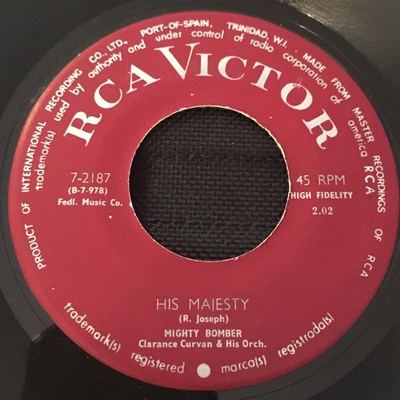 PRODUCT OF INTERNATIONAL RECORDING CO., LTD., PORT-OF-SPAIN, TRINIDAD, W.I. - MADE FROM MASTER RECORDINGS OF RCA
trademark(s) used by authority and under control of radio corporation of america RCA
RCA VICTOR
7-2187
(B-7-978)
Fedl. Music Co.
45 RPM
HIGH FIDELITY
2.02
HIS MAJESTY
(R. Joseph)
MIGHTY BOMBER
Clarance Curvan & His Orch.
trademark(s) registered • marca(s) registrada(s)